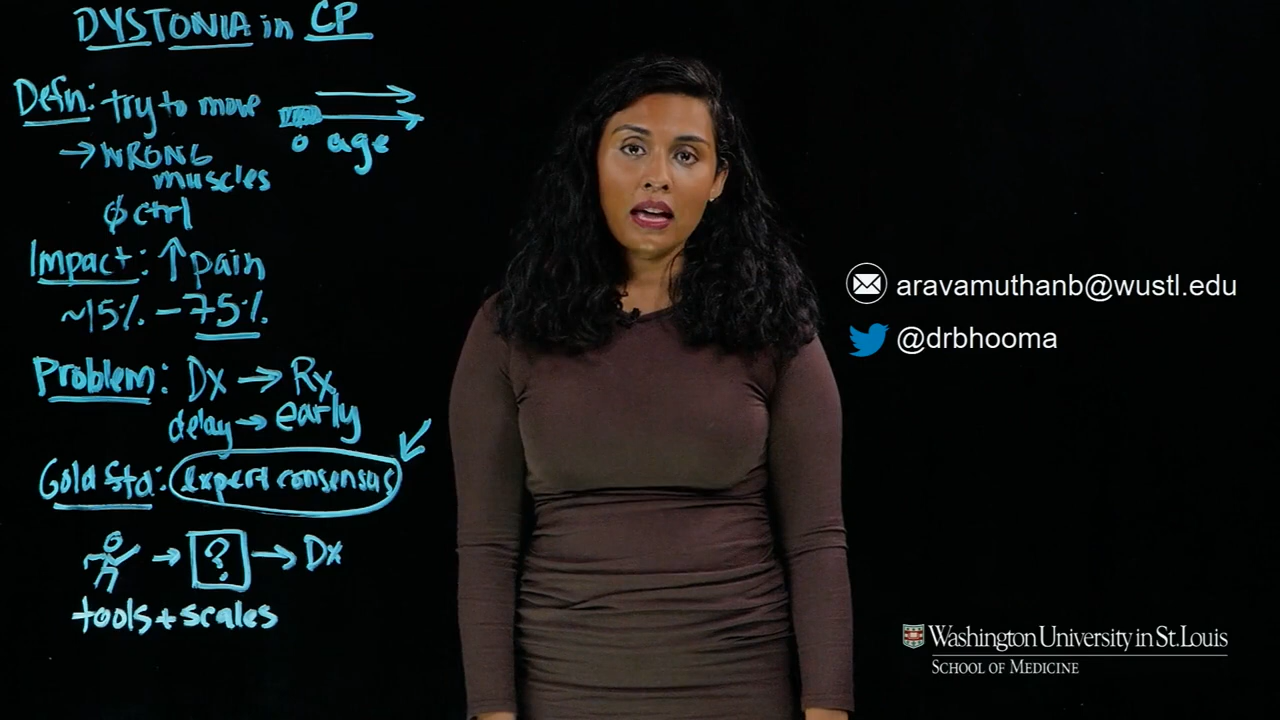 DYSTONIA in CP
Defn: try to move
0 age
→ WRONG
muscles
∅ ctrl
Impact: ↑ pain
~15% – 75%
Problem: Dx → Rx
delay → early
Gold Std: expert consensus
→ ? → Dx
tools + scales
aravamuthanb@wustl.edu
@drbhooma
Washington University in St. Louis
SCHOOL OF MEDICINE